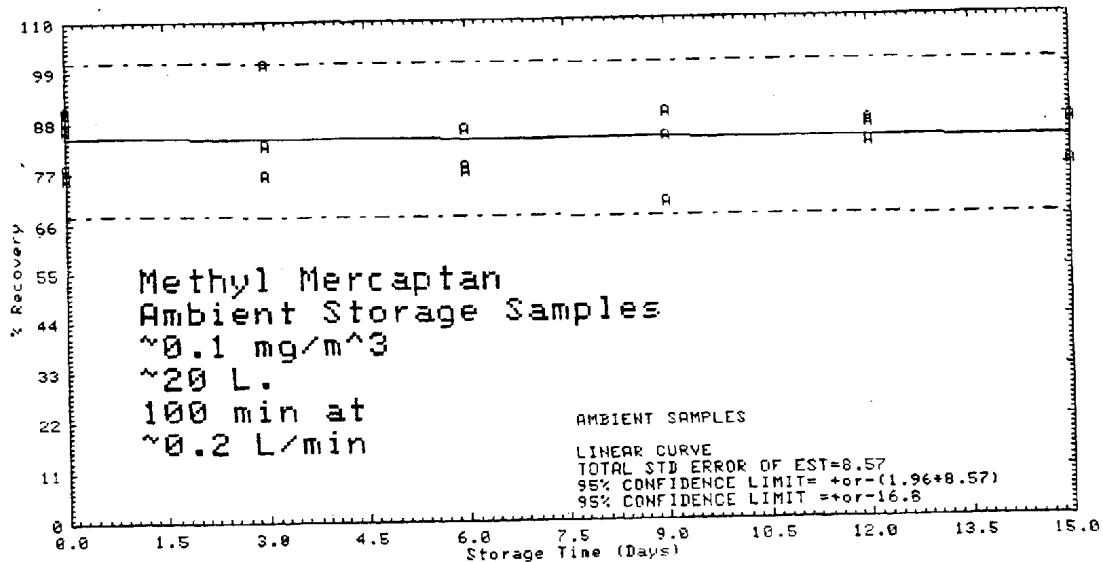 110
99
88
77
66
55
44
33
22
11
0
% Recovery
A
A
A
A
A
A
A
A
A
A
A
A
Methyl Mercaptan
Ambient Storage Samples
~0.1 mg/m^3
~20 L.
100 min at
~0.2 L/min
AMBIENT SAMPLES
LINEAR CURVE
TOTAL STD ERROR OF EST=8.57
95% CONFIDENCE LIMIT= +or-(1.96*8.57)
95% CONFIDENCE LIMIT =+or-16.8
0.0 1.5 3.0 4.5 6.0 7.5 9.0 10.5 12.0 13.5 15.0
Storage Time (Days)